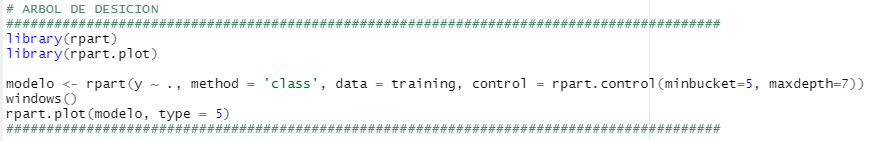 # ARBOL DE DESICION
##########################################################################################
library(rpart)
library(rpart.plot)
modelo <- rpart(y ~ ., method = 'class', data = training, control = rpart.control(minbucket=5, maxdepth=7))
windows()
rpart.plot(modelo, type = 5)
##########################################################################################